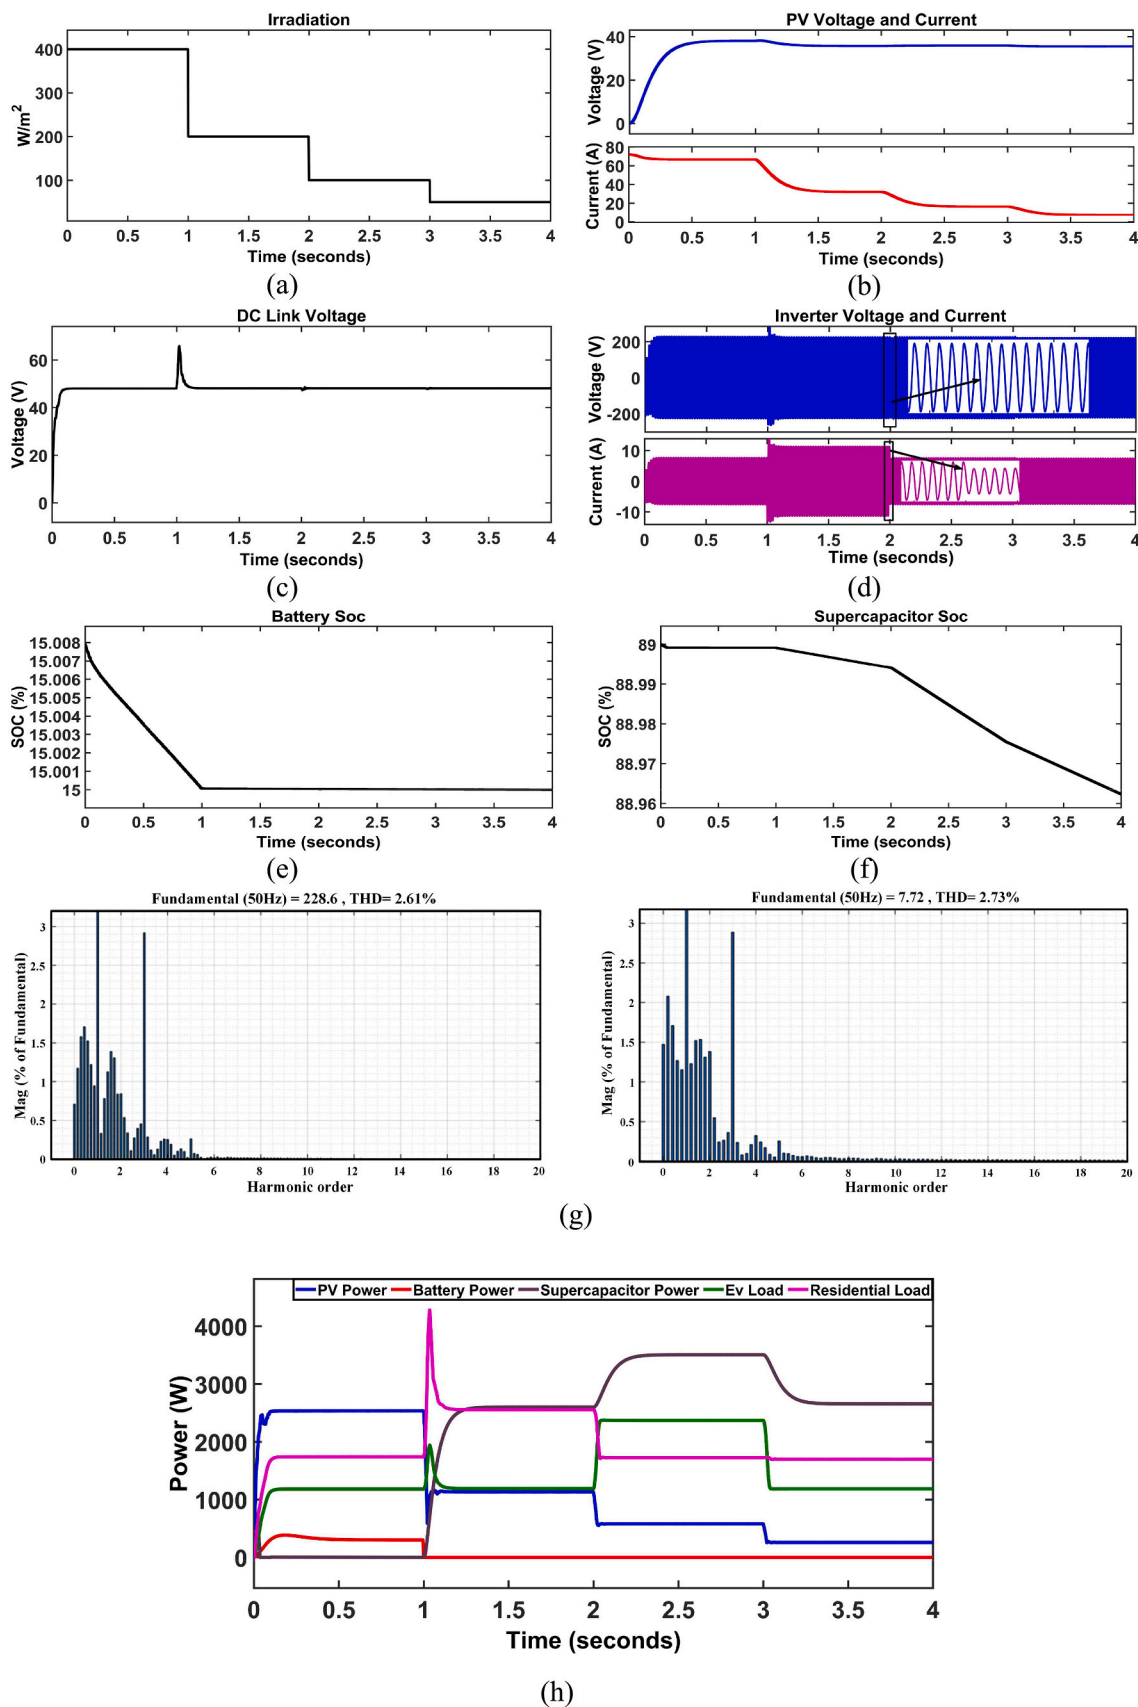 Irradiation
W/m²
400
300
200
100
0 0.5 1 1.5 2 2.5 3 3.5 4
Time (seconds)
(a)
PV Voltage and Current
Voltage (V)
40
20
0
Current (A)
80
60
40
20
0
0 0.5 1 1.5 2 2.5 3 3.5 4
Time (seconds)
(b)
DC Link Voltage
Voltage (V)
60
40
20
0
0 0.5 1 1.5 2 2.5 3 3.5 4
Time (seconds)
(c)
Inverter Voltage and Current
Voltage (V)
200
0
-200
Current (A)
10
0
-10
0 0.5 1 1.5 2 2.5 3 3.5 4
Time (seconds)
(d)
Battery Soc
SOC (%)
15.008
15.007
15.006
15.005
15.004
15.003
15.002
15.001
15
0 0.5 1 1.5 2 2.5 3 3.5 4
Time (seconds)
(e)
Supercapacitor Soc
SOC (%)
89
88.99
88.98
88.97
88.96
0 0.5 1 1.5 2 2.5 3 3.5 4
Time (seconds)
(f)
Fundamental (50Hz) = 228.6 , THD= 2.61%
Mag (% of Fundamental)
3
2.5
2
1.5
1
0.5
0
0 2 4 6 8 10 12 14 16 18 20
Harmonic order
Fundamental (50Hz) = 7.72 , THD= 2.73%
Mag (% of Fundamental)
3
2.5
2
1.5
1
0.5
0
0 2 4 6 8 10 12 14 16 18 20
Harmonic order
(g)
PV Power Battery Power Supercapacitor Power Ev Load Residential Load
Power (W)
4000
3000
2000
1000
0
0 1 2 3 4
Time (seconds)
(h)